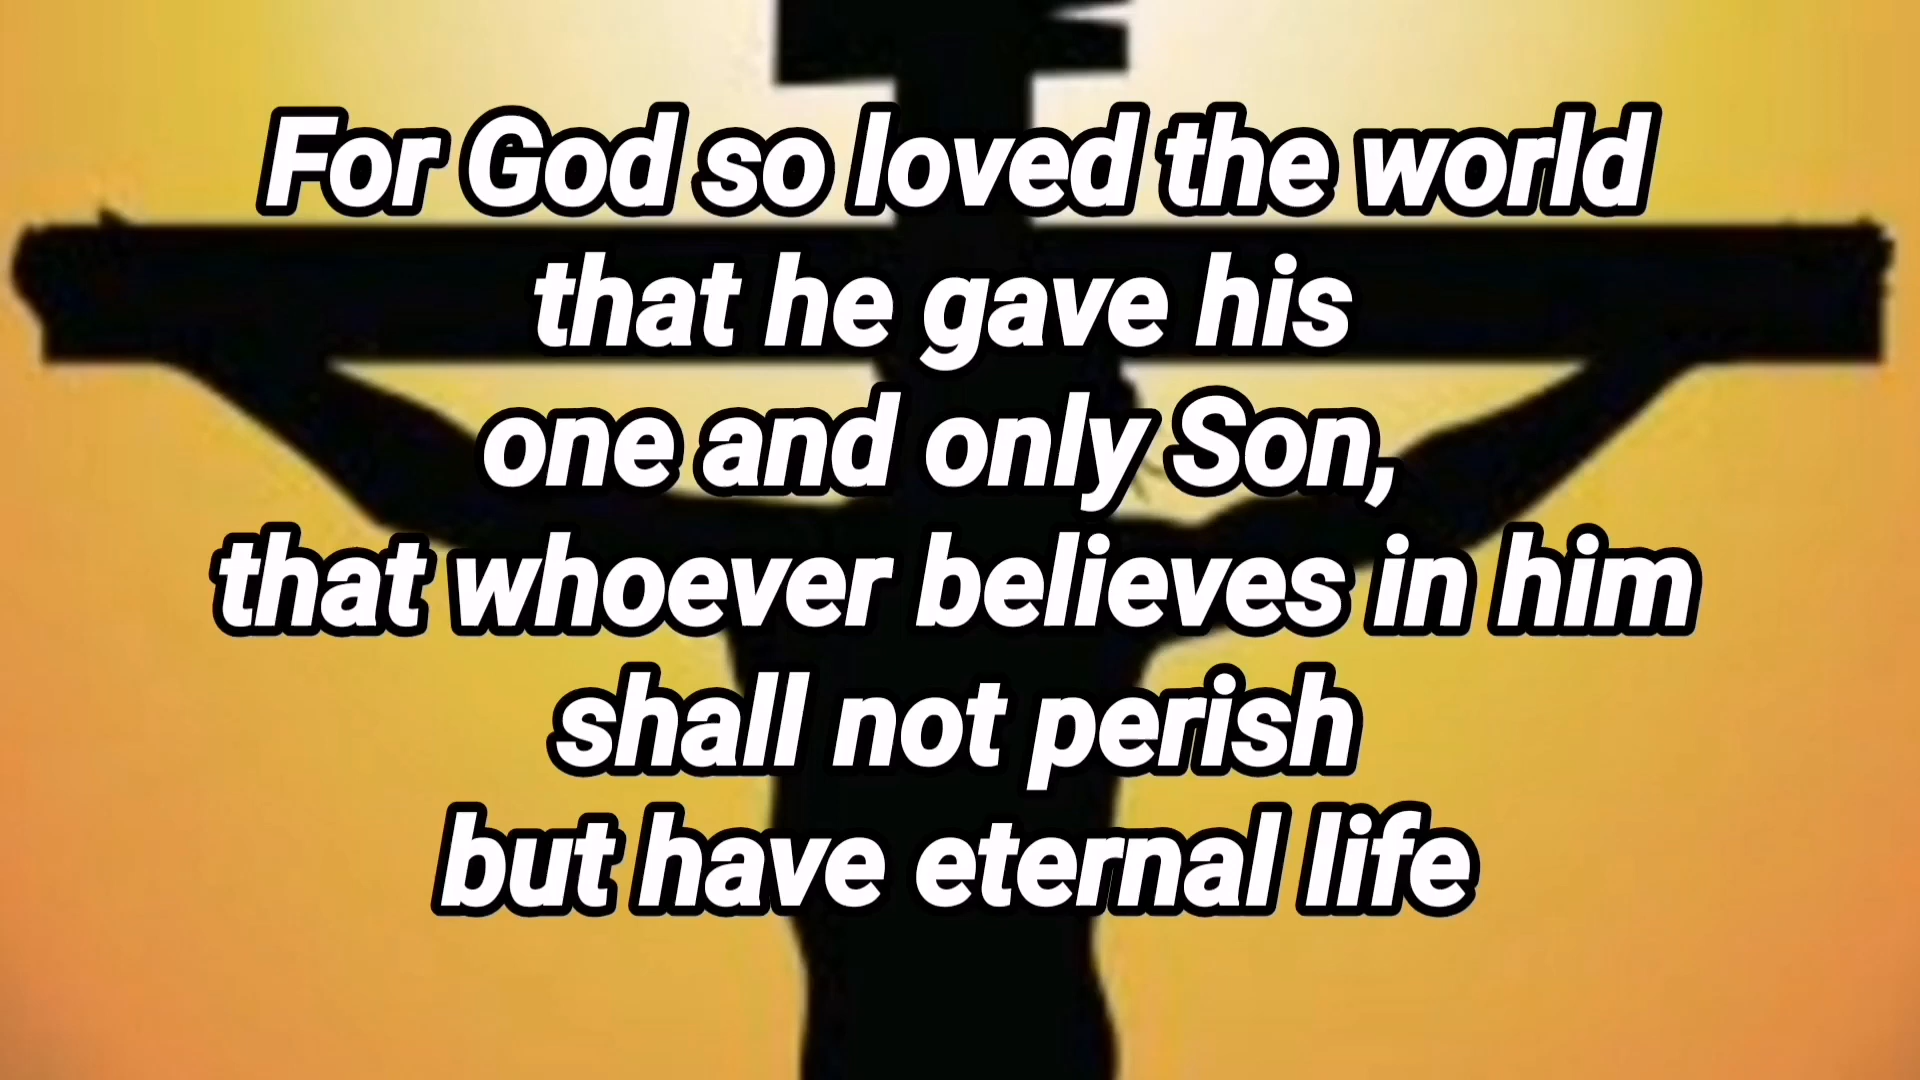 For God so loved the world
that he gave his
one and only Son,
that whoever believes in him
shall not perish
but have eternal life